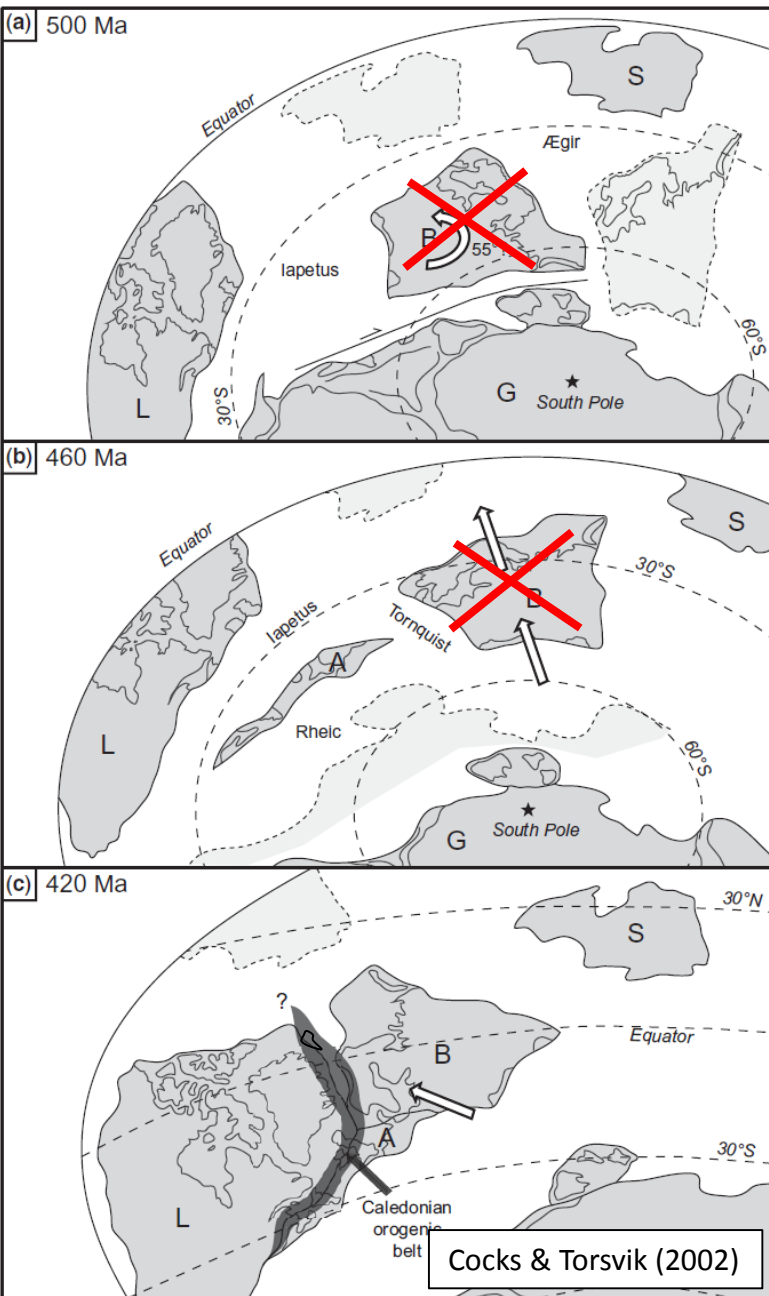 (a) 500 Ma
S
Equator
Ægir
B
55°
Iapetus
60°S
30°S
L
G
South Pole
(b) 460 Ma
S
Equator
30°S
Iapetus
B
Tornquist
A
L
Rheic
60°S
South Pole
G
(c) 420 Ma
30°N
S
?
B
Equator
A
30°S
L
Caledonian
orogenic
belt
Cocks & Torsvik (2002)